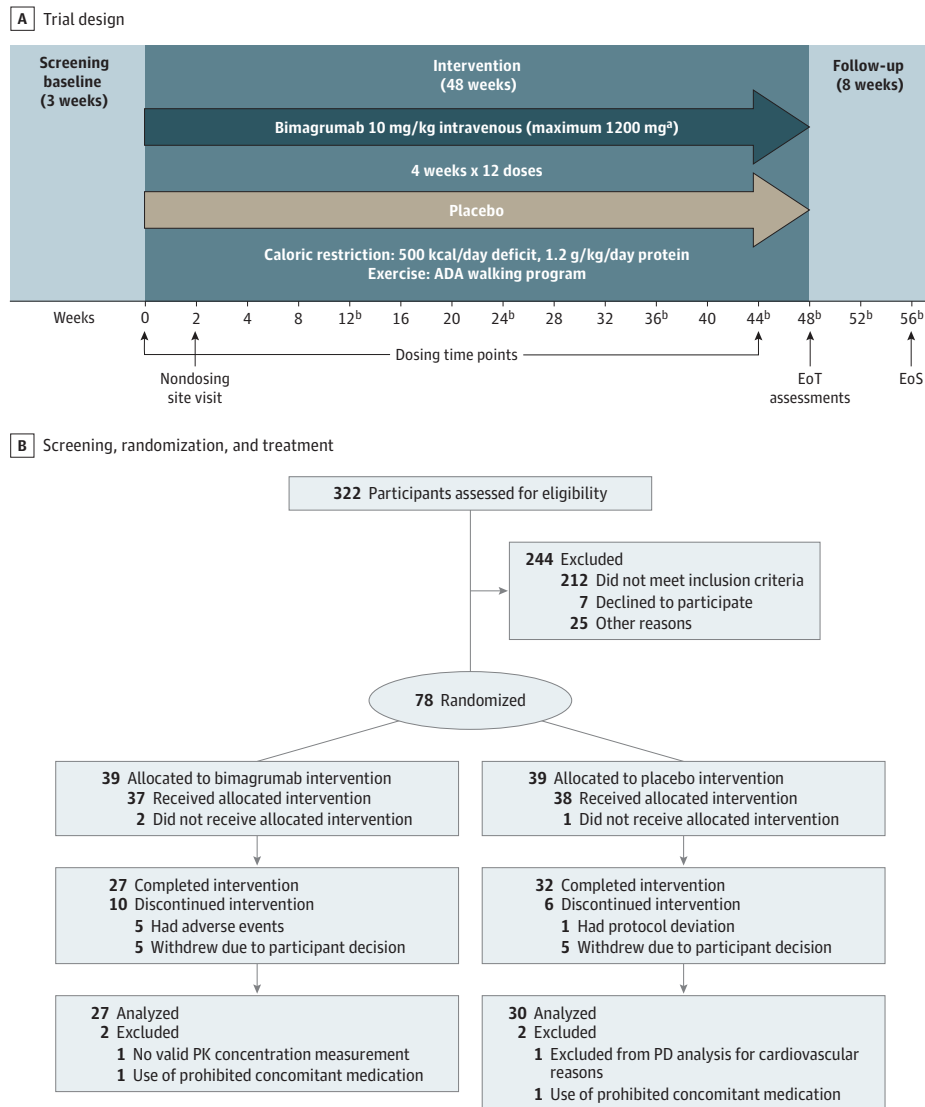 A Trial design
Screening
baseline
(3 weeks)
Intervention
(48 weeks)
Follow-up
(8 weeks)
Bimagrumab 10 mg/kg intravenous (maximum 1200 mgᵃ)
4 weeks x 12 doses
Placebo
Caloric restriction: 500 kcal/day deficit, 1.2 g/kg/day protein
Exercise: ADA walking program
Weeks 0 2 4 8 12ᵇ 16 20 24ᵇ 28 32 36ᵇ 40 44ᵇ 48ᵇ 52ᵇ 56ᵇ
Dosing time points
Nondosing
site visit
EoT
assessments
EoS
B Screening, randomization, and treatment
322 Participants assessed for eligibility
244 Excluded
212 Did not meet inclusion criteria
7 Declined to participate
25 Other reasons
78 Randomized
39 Allocated to bimagrumab intervention
37 Received allocated intervention
2 Did not receive allocated intervention
39 Allocated to placebo intervention
38 Received allocated intervention
1 Did not receive allocated intervention
27 Completed intervention
10 Discontinued intervention
5 Had adverse events
5 Withdrew due to participant decision
32 Completed intervention
6 Discontinued intervention
1 Had protocol deviation
5 Withdrew due to participant decision
27 Analyzed
2 Excluded
1 No valid PK concentration measurement
1 Use of prohibited concomitant medication
30 Analyzed
2 Excluded
1 Excluded from PD analysis for cardiovascular
reasons
1 Use of prohibited concomitant medication